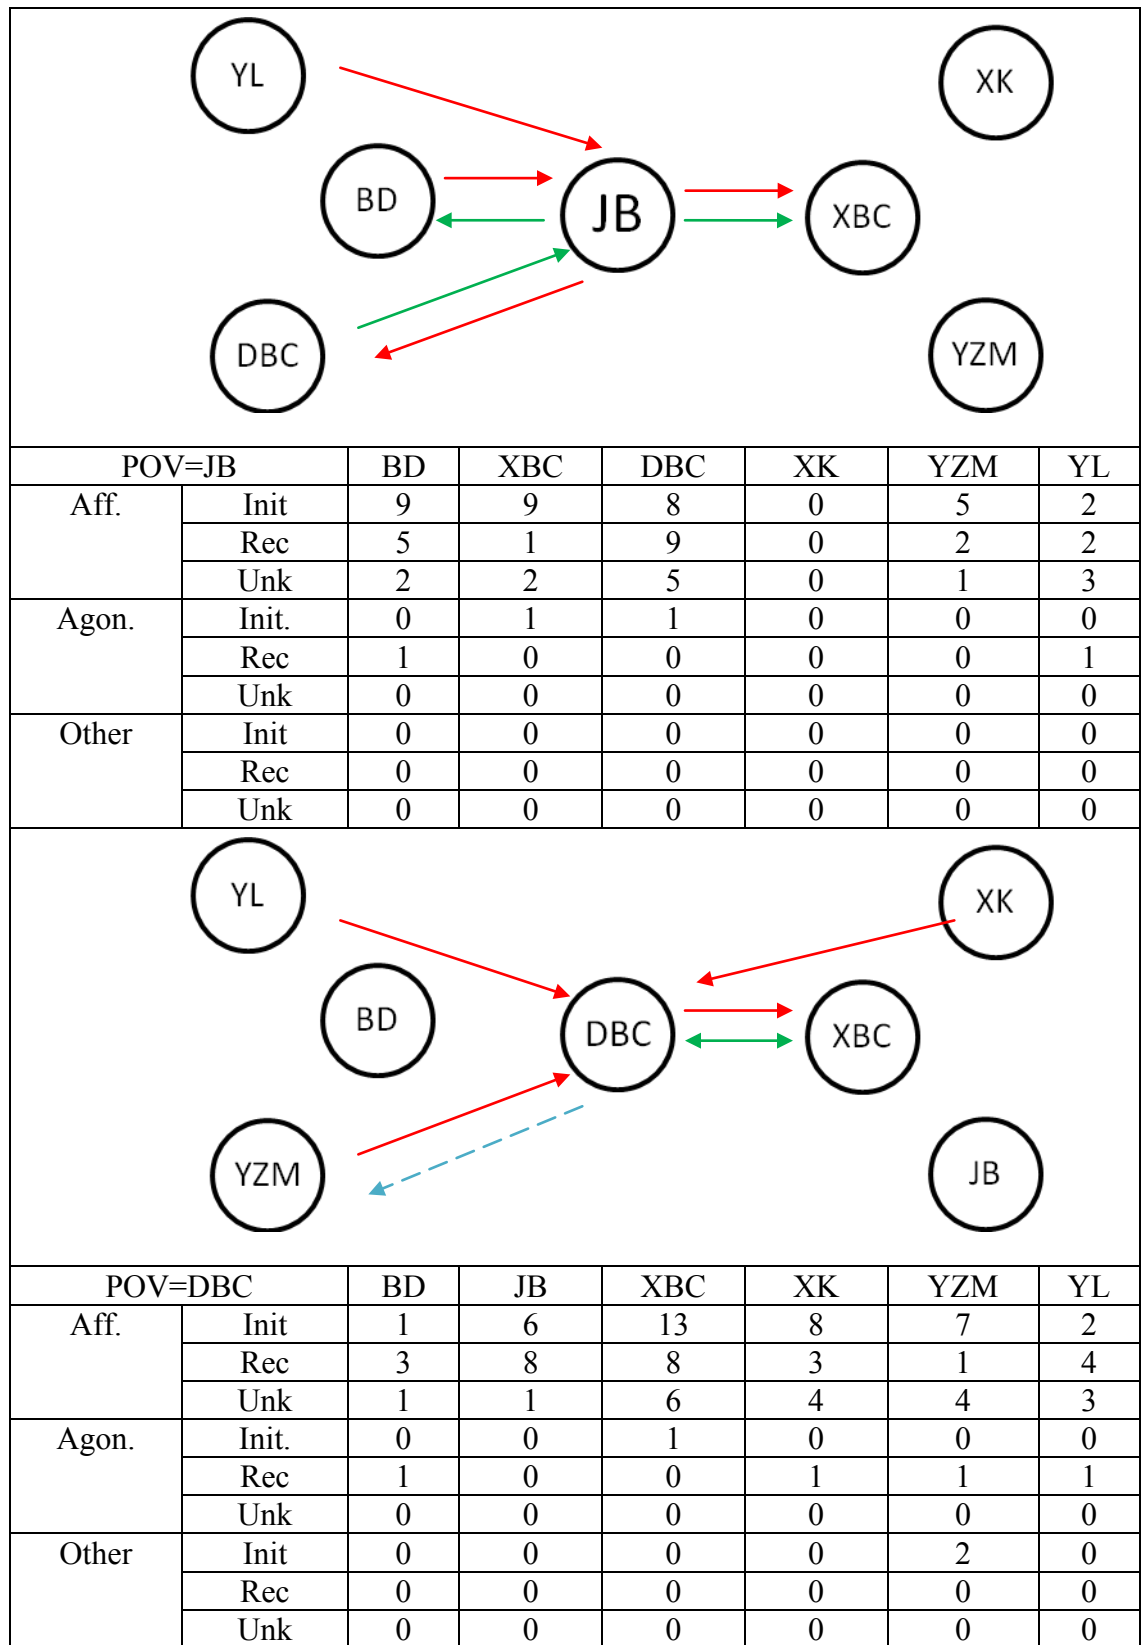 YL
XK
BD
JB
XBC
DBC
YZM
POV=JB BD XBC DBC XK YZM YL
Aff. Init 9 9 8 0 5 2
Rec 5 1 9 0 2 2
Unk 2 2 5 0 1 3
Agon. Init. 0 1 1 0 0 0
Rec 1 0 0 0 0 1
Unk 0 0 0 0 0 0
Other Init 0 0 0 0 0 0
Rec 0 0 0 0 0 0
Unk 0 0 0 0 0 0
YL
XK
BD
DBC
XBC
YZM
JB
POV=DBC BD JB XBC XK YZM YL
Aff. Init 1 6 13 8 7 2
Rec 3 8 8 3 1 4
Unk 1 1 6 4 4 3
Agon. Init. 0 0 1 0 0 0
Rec 1 0 0 1 1 1
Unk 0 0 0 0 0 0
Other Init 0 0 0 0 2 0
Rec 0 0 0 0 0 0
Unk 0 0 0 0 0 0